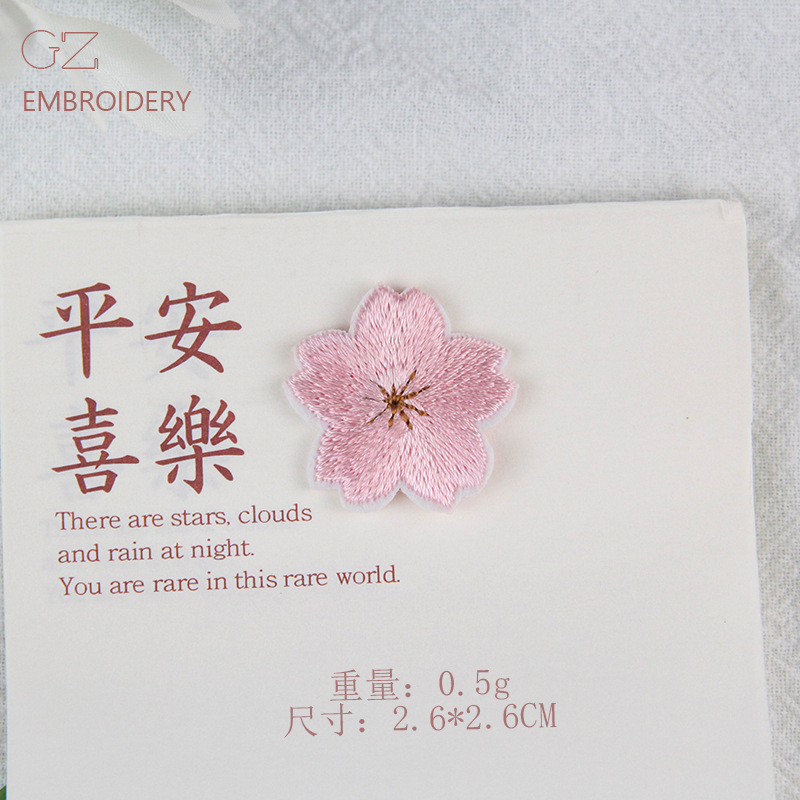 GZ
EMBROIDERY
平安
喜樂
There are stars, clouds
and rain at night.
You are rare in this rare world.
重量：0.5g
尺寸：2.6*2.6CM